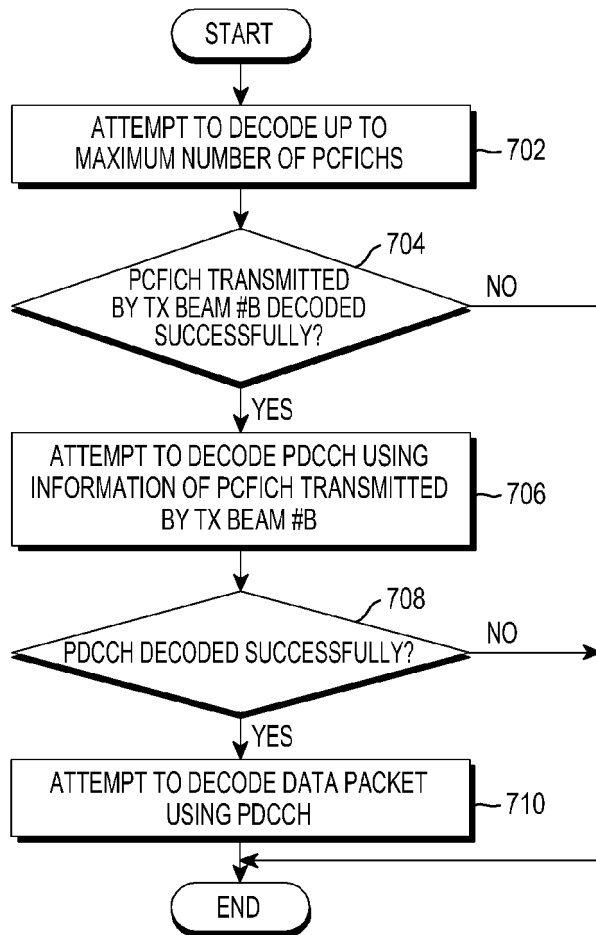 START
ATTEMPT TO DECODE UP TO
MAXIMUM NUMBER OF PCFICHS
702
704
PCFICH TRANSMITTED
BY TX BEAM #B DECODED
SUCCESSFULLY?
NO
YES
ATTEMPT TO DECODE PDCCH USING
INFORMATION OF PCFICH TRANSMITTED
BY TX BEAM #B
706
708
PDCCH DECODED SUCCESSFULLY?
NO
YES
ATTEMPT TO DECODE DATA PACKET
USING PDCCH
710
END